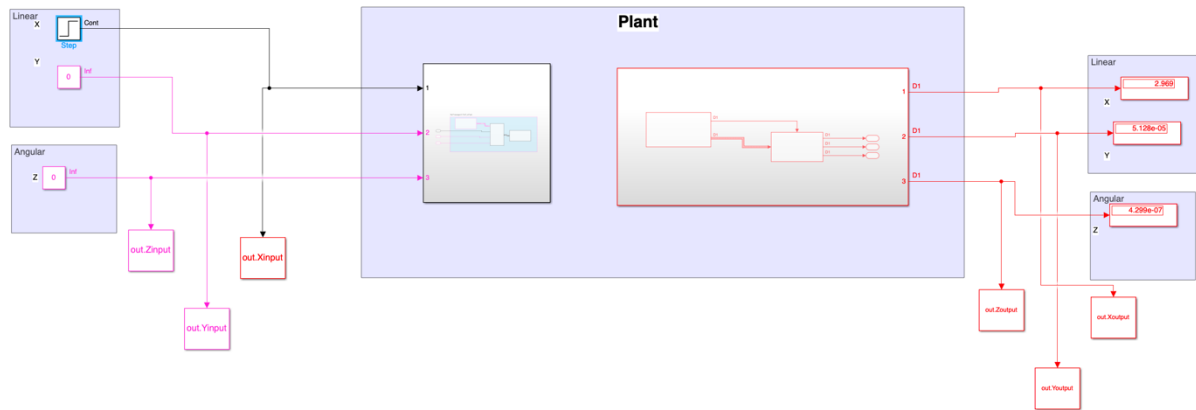 Linear
X
Cont
Step
Y
0
Inf
Angular
Z
0
Inf
out.Zinput
out.Xinput
out.Yinput
Plant
1
2
3
D1
1
D1
2
D1
3
Linear
2.969
X
5.128e-05
Y
Angular
4.299e-07
Z
out.Zoutput
out.Xoutput
out.Youtput